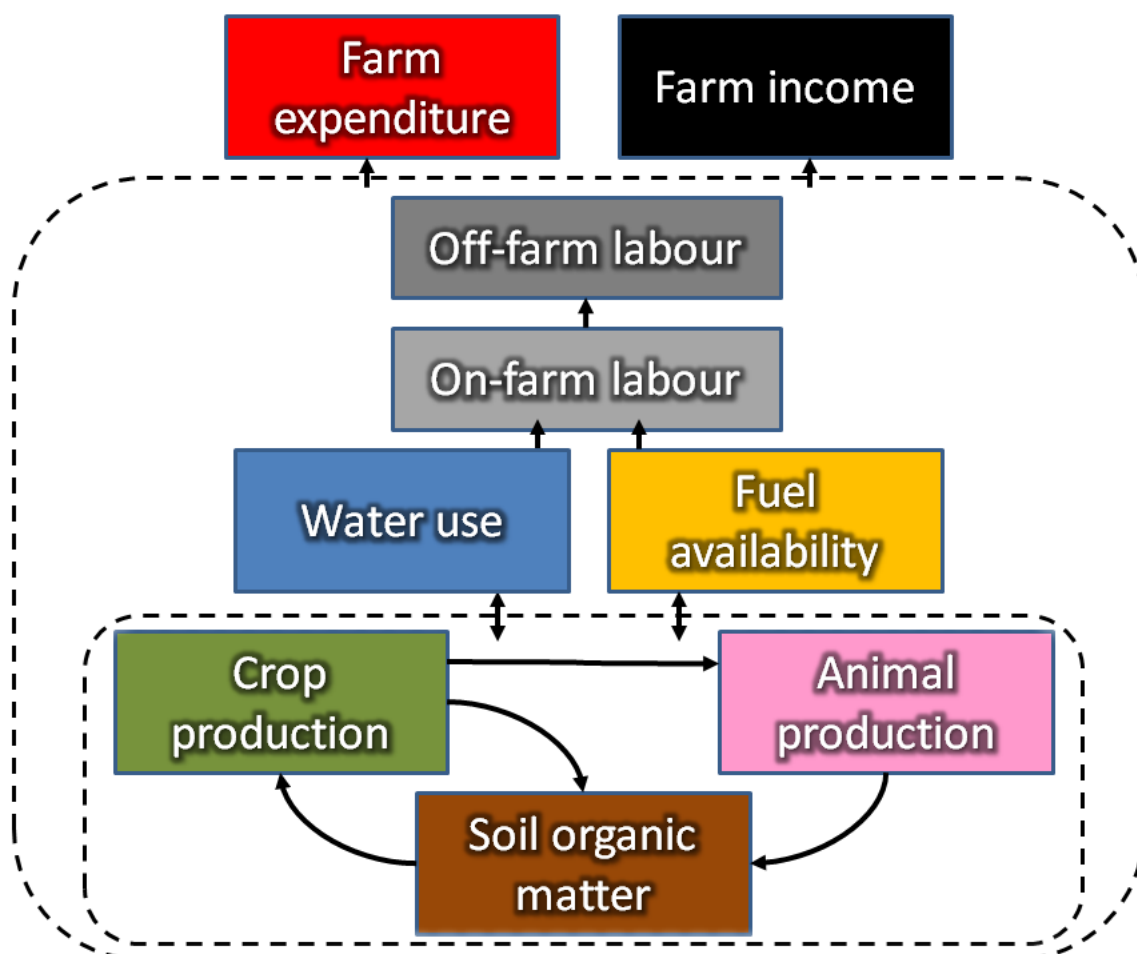 Farm
expenditure
Farm income
Off-farm labour
On-farm labour
Water use
Fuel
availability
Crop
production
Animal
production
Soil organic
matter